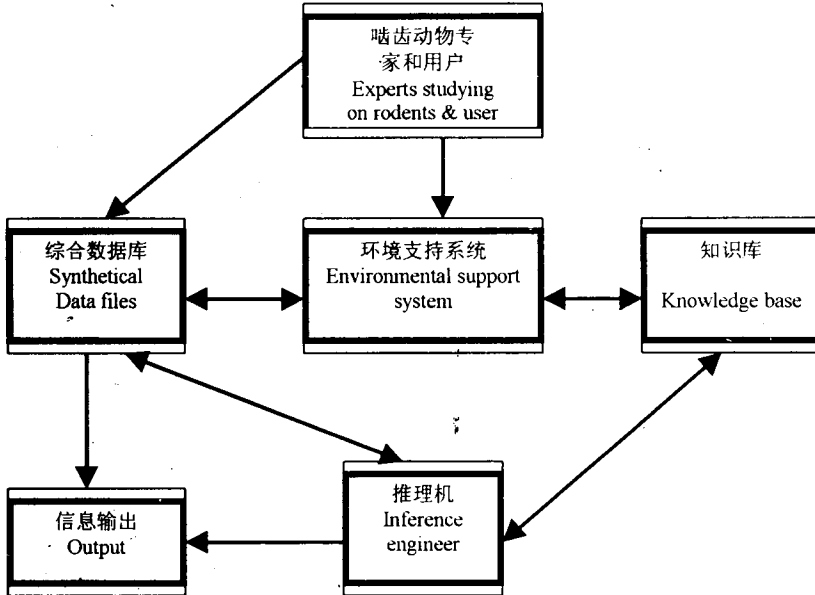 啮齿动物专
家和用户
Experts studying
on rodents & user
综合数据库
Synthetical
Data files
环境支持系统
Environmental support
system
知识库
Knowledge base
信息输出
Output
推理机
Inference
engineer